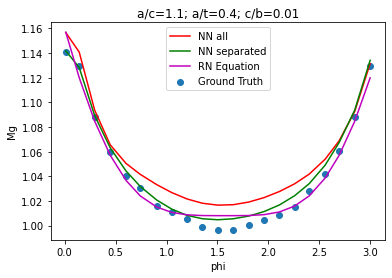 a/c=1.1; a/t=0.4; c/b=0.01
NN all
NN separated
RN Equation
Ground Truth
Mg
1.16
1.14
1.12
1.10
1.08
1.06
1.04
1.02
1.00
0.0 0.5 1.0 1.5 2.0 2.5 3.0
phi